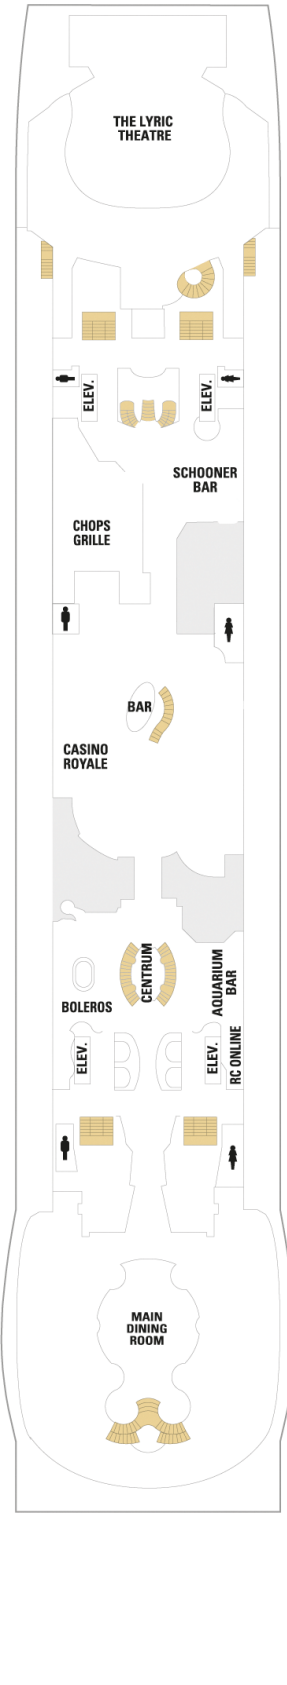 THE LYRIC
THEATRE
ELEV.
ELEV.
SCHOONER
BAR
CHOPS
GRILLE
BAR
CASINO
ROYALE
CENTRUM
BOLEROS
AQUARIUM
BAR
ELEV.
ELEV.
RC ONLINE
MAIN
DINING
ROOM